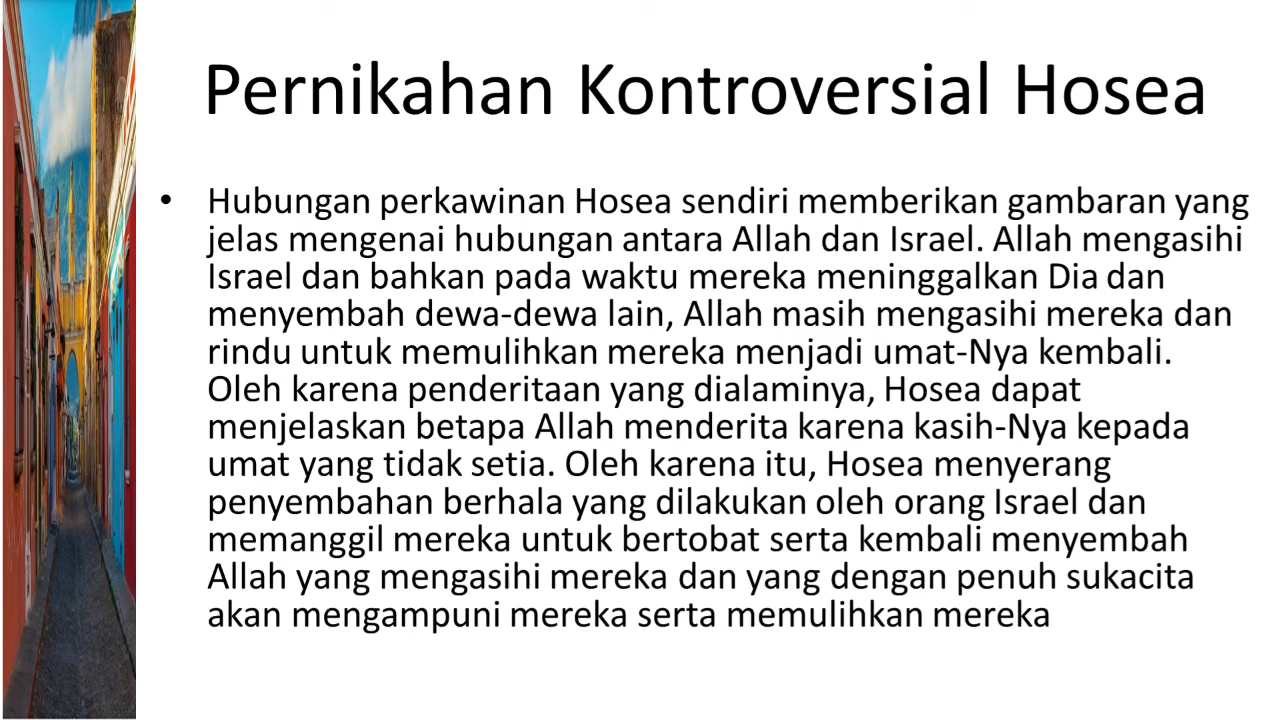 Pernikahan Kontroversial Hosea
• Hubungan perkawinan Hosea sendiri memberikan gambaran yang
jelas mengenai hubungan antara Allah dan Israel. Allah mengasihi
Israel dan bahkan pada waktu mereka meninggalkan Dia dan
menyembah dewa-dewa lain, Allah masih mengasihi mereka dan
rindu untuk memulihkan mereka menjadi umat-Nya kembali.
Oleh karena penderitaan yang dialaminya, Hosea dapat
menjelaskan betapa Allah menderita karena kasih-Nya kepada
umat yang tidak setia. Oleh karena itu, Hosea menyerang
penyembahan berhala yang dilakukan oleh orang Israel dan
memanggil mereka untuk bertobat serta kembali menyembah
Allah yang mengasihi mereka dan yang dengan penuh sukacita
akan mengampuni mereka serta memulihkan mereka